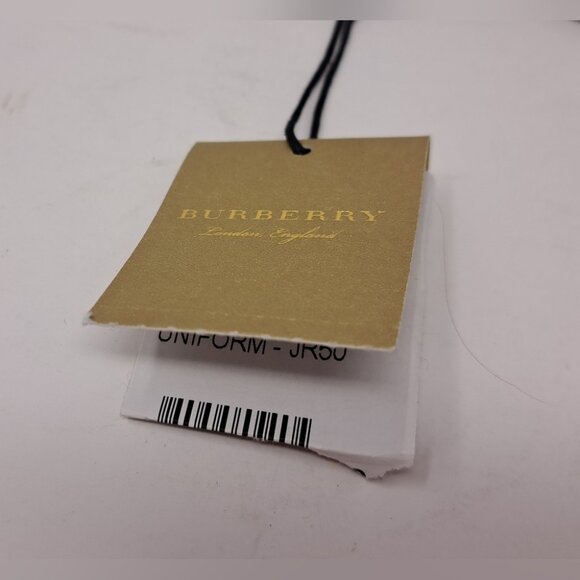 BURBERRY
London, England
UNIFORM - JR50